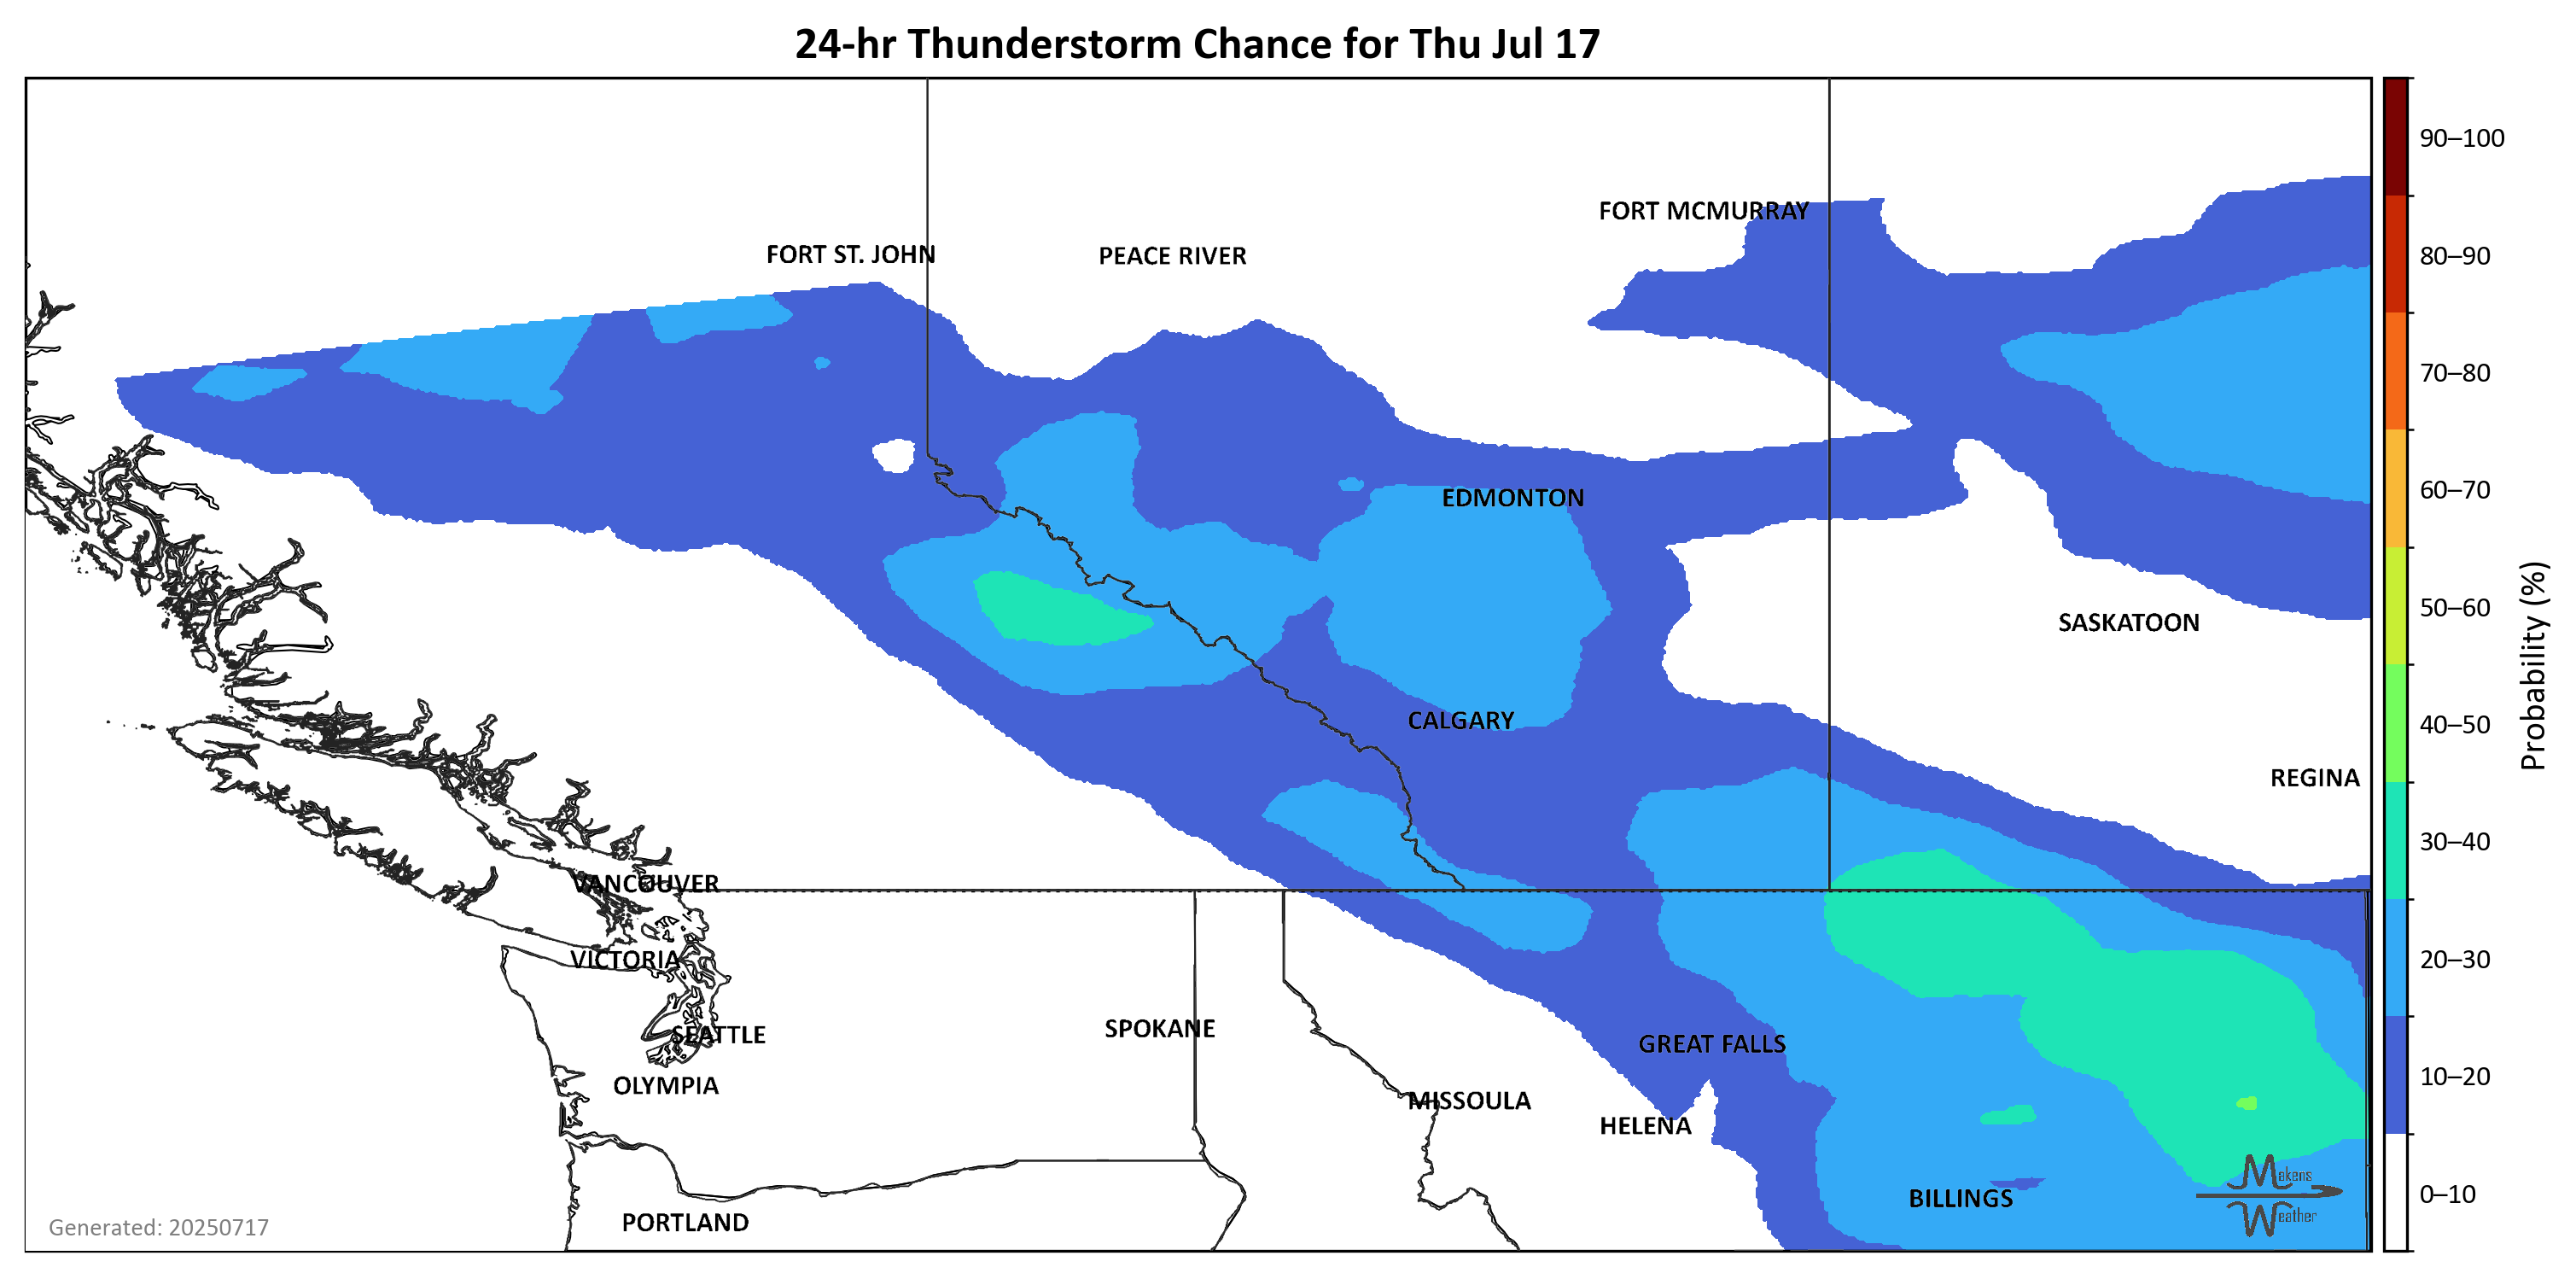 24-hr Thunderstorm Chance for Thu Jul 17
90–100
FORT MCMURRAY
FORT ST. JOHN
PEACE RIVER
80–90
70–80
EDMONTON
60–70
SASKATOON
50–60
CALGARY
40–50
Probability (%)
REGINA
30–40
VANCOUVER
VICTORIA
20–30
SEATTLE
SPOKANE
GREAT FALLS
OLYMPIA
MISSOULA
10–20
HELENA
Makens
Weather
BILLINGS
0–10
PORTLAND
Generated: 20250717